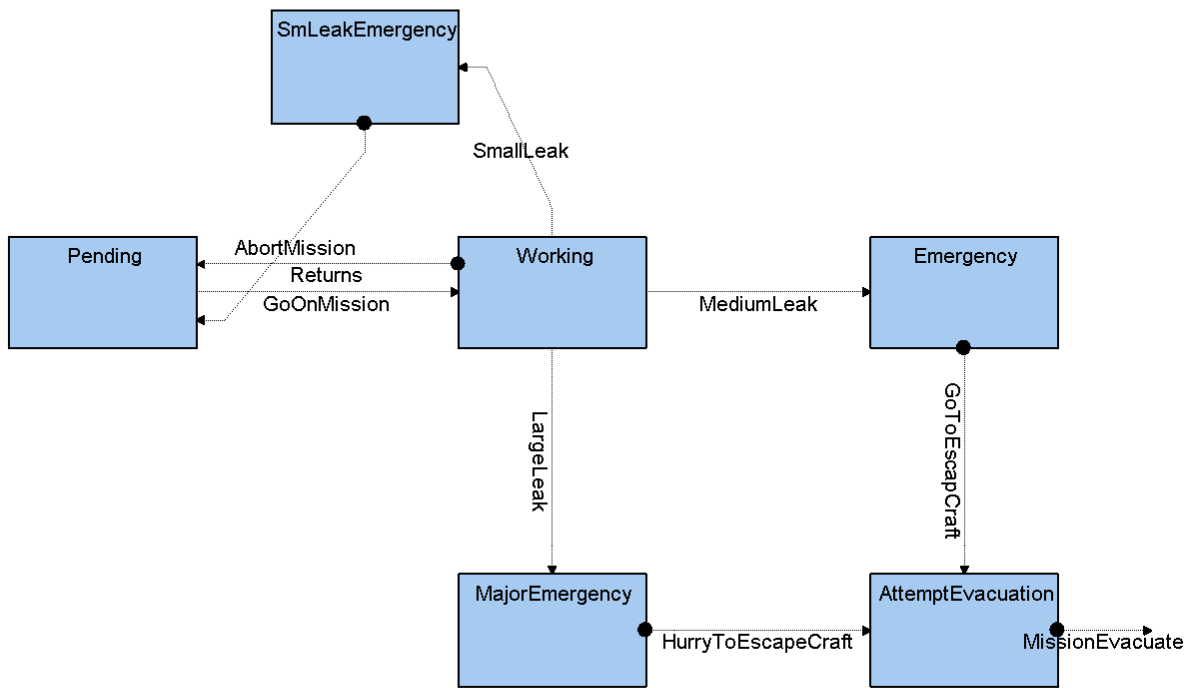 SmLeakEmergency
SmallLeak
Pending
AbortMission
Returns
GoOnMission
Working
MediumLeak
Emergency
LargeLeak
GoToEscapCraft
MajorEmergency
HurryToEscapeCraft
AttemptEvacuation
MissionEvacuate